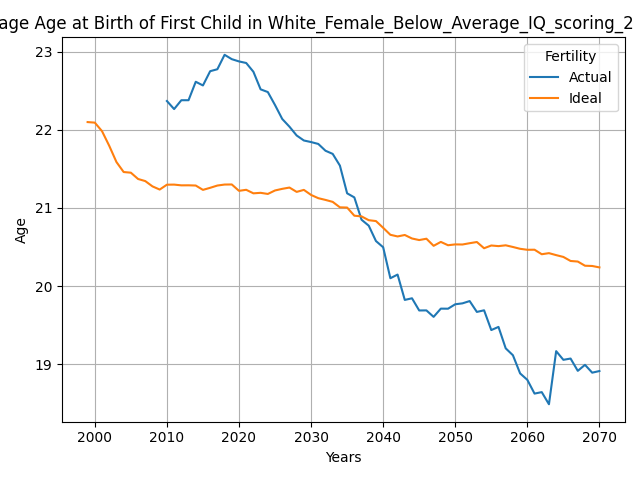 age Age at Birth of First Child in White_Female_Below_Average_IQ_scoring_2
Fertility
Actual
Ideal
23
22
21
20
19
Age
2000 2010 2020 2030 2040 2050 2060 2070
Years